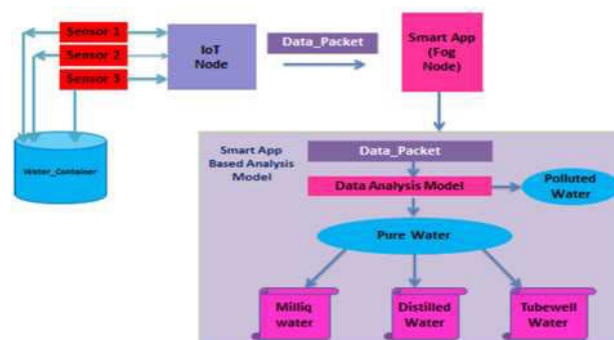 Sensor 1
Sensor 2
Sensor 3
IoT
Node
Data_Packet
Smart App
(Fog
Node)
Water_Container
Smart App
Based Analysis
Model
Data_Packet
Data Analysis Model
Polluted
Water
Pure Water
Milliq
water
Distilled
Water
Tubewell
Water